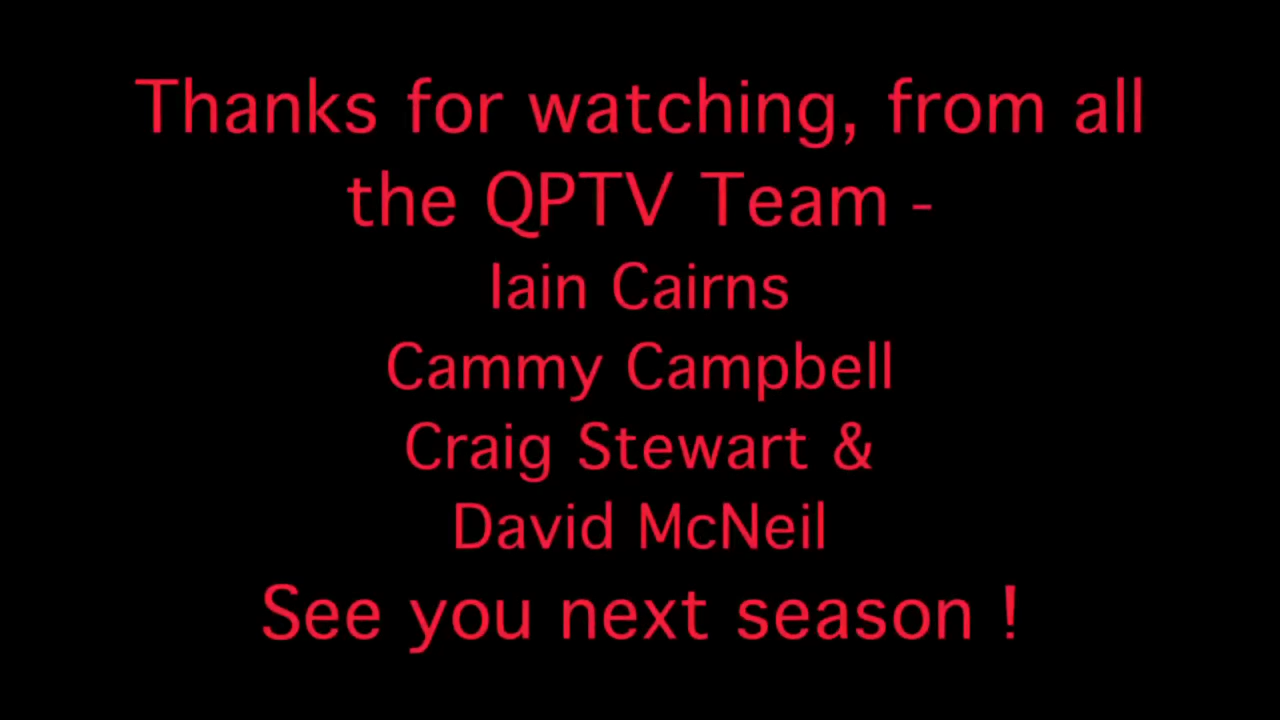 Thanks for watching, from all
the QPTV Team -
Iain Cairns
Cammy Campbell
Craig Stewart &
David McNeil
See you next season !